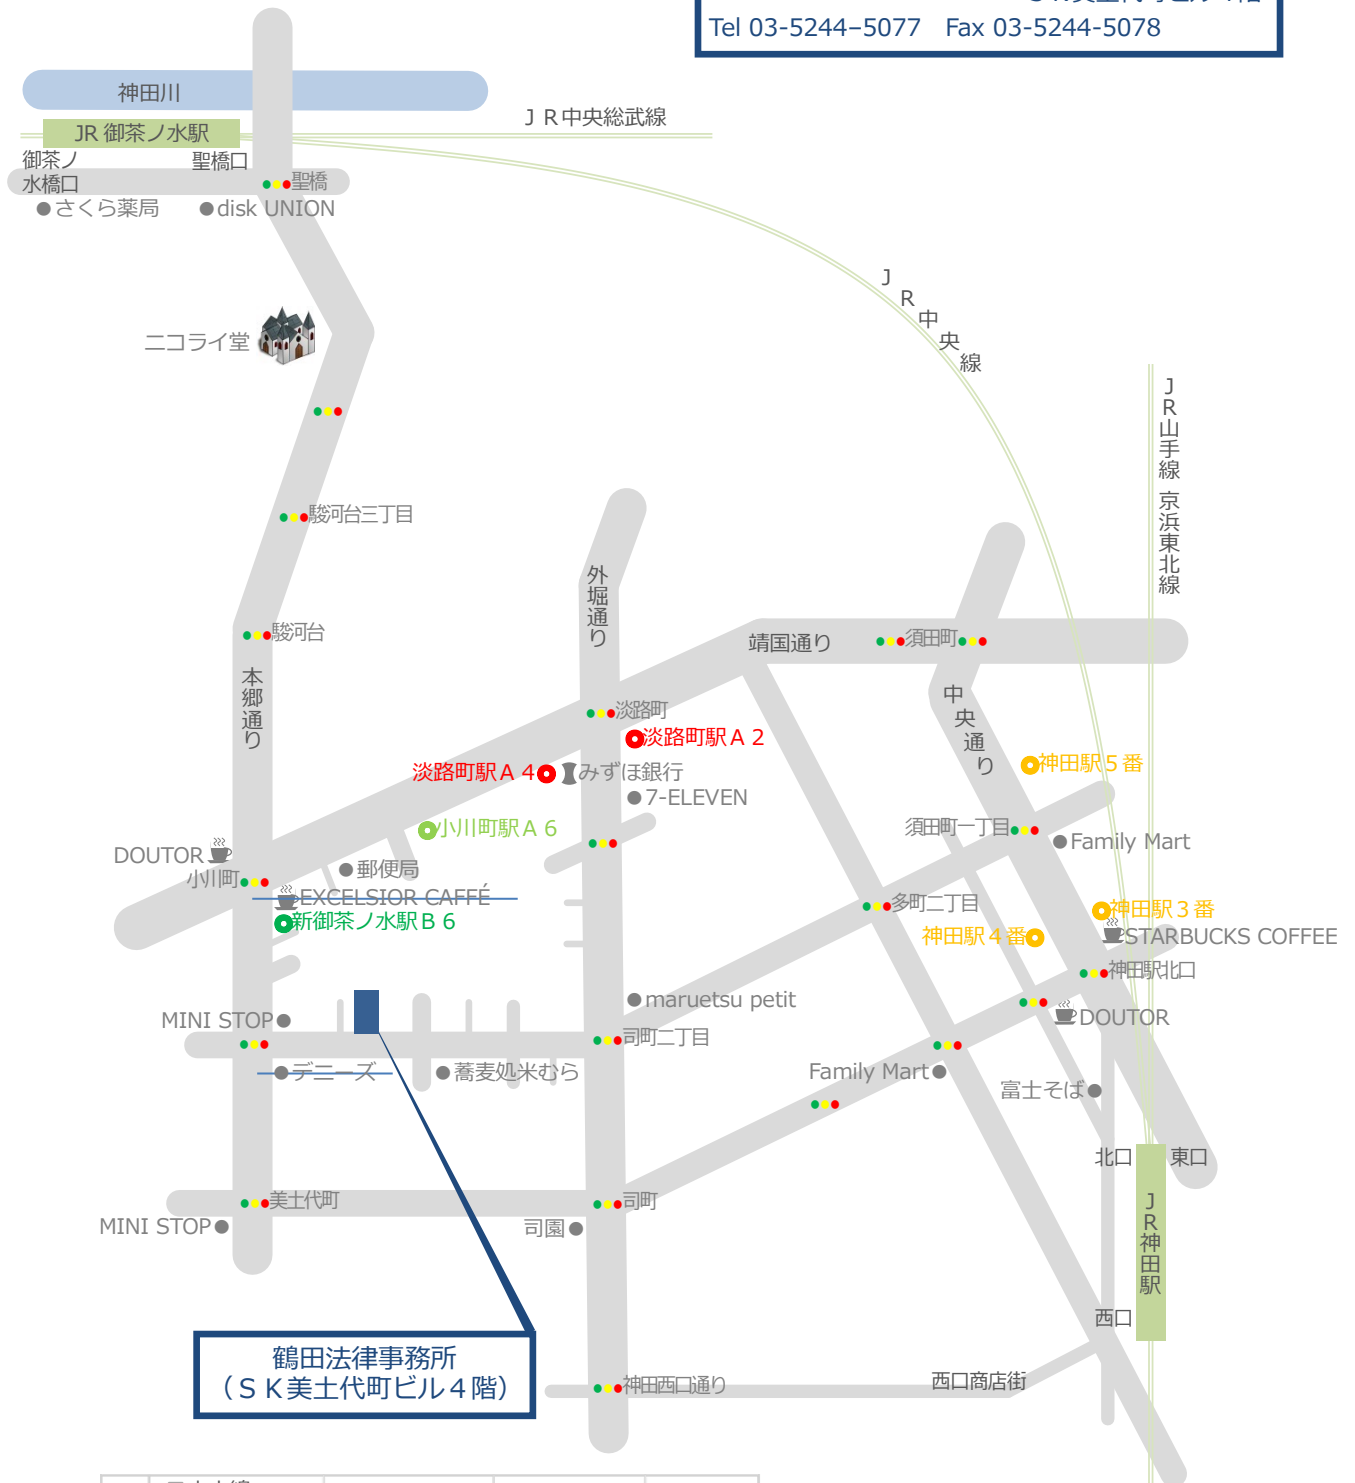 ＳＫ美土代町ビル４階
Tel 03-5244–5077 Fax 03-5244-5078
神田川
ＪＲ中央総武線
JR 御茶ノ水駅
御茶ノ
水橋口
聖橋口
聖橋
さくら薬局
disk UNION
ＪＲ中央線
ニコライ堂
ＪＲ山手線 京浜東北線
駿河台三丁目
外堀通り
駿河台
靖国通り
須田町
本郷通り
中央通り
淡路町
淡路町駅Ａ２
淡路町駅Ａ４
みずほ銀行
神田駅５番
7-ELEVEN
小川町駅Ａ６
須田町一丁目
Family Mart
DOUTOR
郵便局
小川町
EXCELSIOR CAFFÉ
新御茶ノ水駅Ｂ６
多町二丁目
神田駅３番
神田駅４番
STARBUCKS COFFEE
神田駅北口
maruetsu petit
MINI STOP
DOUTOR
司町二丁目
デニーズ
蕎麦処米むら
Family Mart
富士そば
北口
東口
美土代町
司町
MINI STOP
司園
ＪＲ神田駅
西口
鶴田法律事務所
（ＳＫ美土代町ビル４階）
神田西口通り
西口商店街